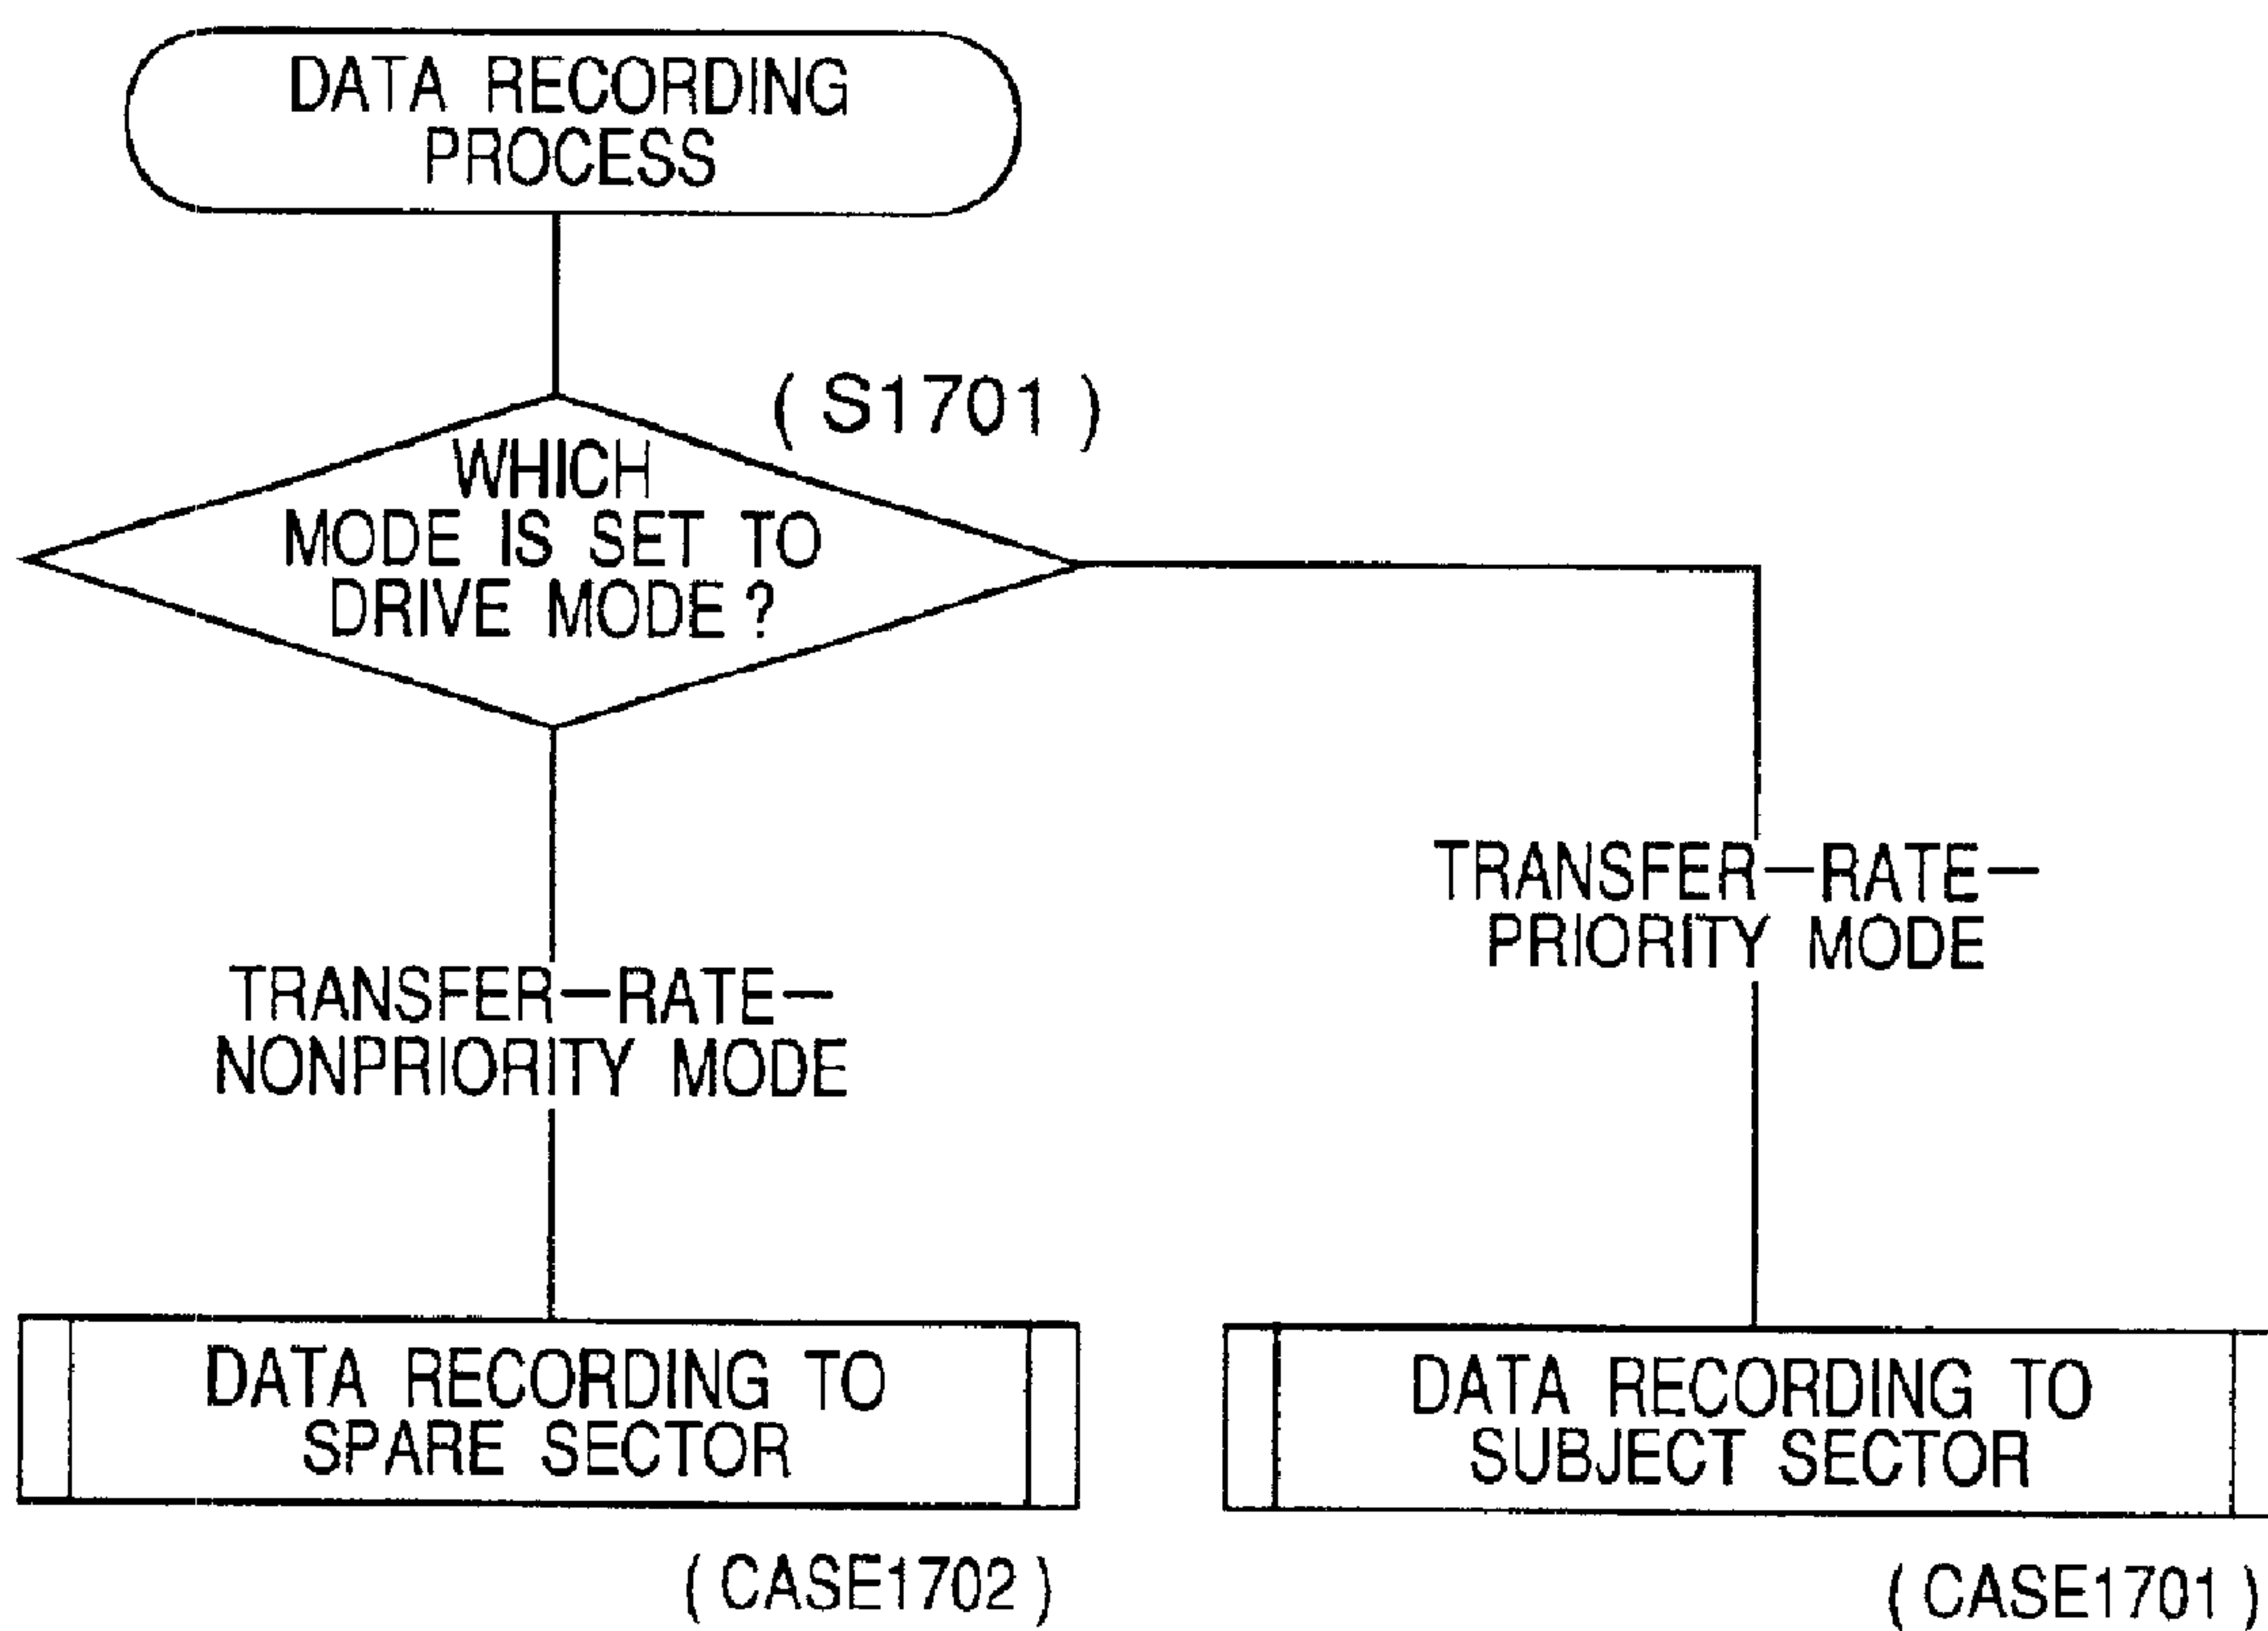 DATA RECORDING
PROCESS
( S1701 )
WHICH
MODE IS SET TO
DRIVE MODE ?
TRANSFER-RATE-
PRIORITY MODE
TRANSFER-RATE-
NONPRIORITY MODE
DATA RECORDING TO
SPARE SECTOR
DATA RECORDING TO
SUBJECT SECTOR
( CASE1702 )
( CASE1701 )